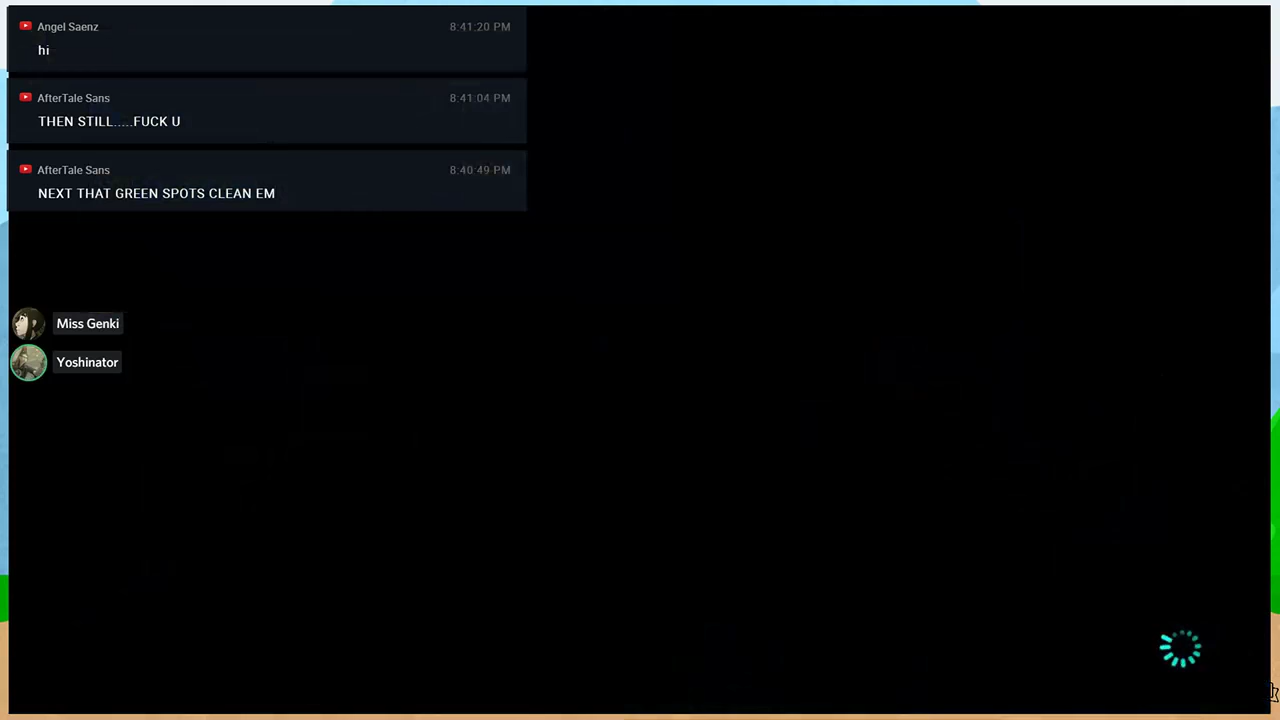 Angel Saenz 8:41:20 PM
hi
AfterTale Sans 8:41:04 PM
THEN STILL.....FUCK U
AfterTale Sans 8:40:49 PM
NEXT THAT GREEN SPOTS CLEAN EM
Miss Genki
Yoshinator